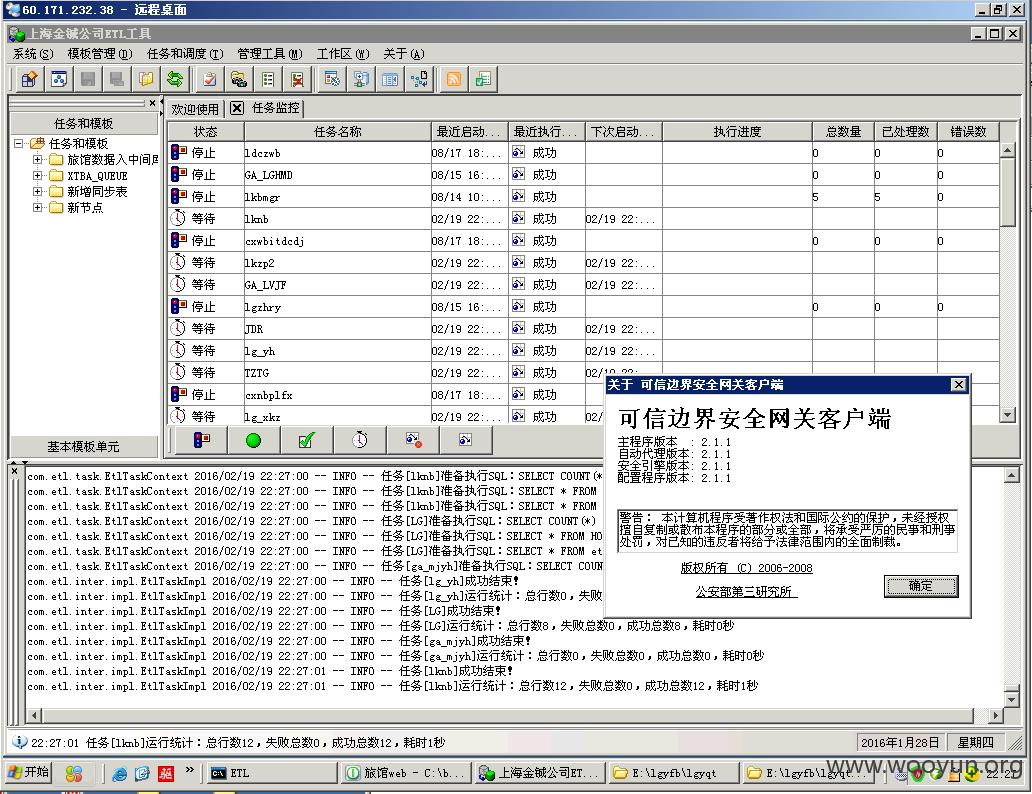 60.171.232.38 - 远程桌面
上海金铖公司ETL工具
系统(S) 模板管理(D) 任务和调度(T) 管理工具(M) 工作区(W) 关于(A)
任务和模板
任务和模板
旅馆数据入中间
XTBA_QUEUE
新增同步表
新节点
基本模板单元
欢迎使用 任务监控
状态 任务名称 最近启动... 最近执行... 下次启动... 执行进度 总数量 已处理数 错误数
停止 ldczwb 08/17 18:... 成功 0 0 0
停止 GA_LGHMD 08/15 16:... 成功 0 0 0
停止 lkbmgr 08/14 10:... 成功 5 5 0
等待 lknb 02/19 22:... 成功 02/19 22:...
停止 cxwbitdcdj 08/17 18:... 成功 0 0 0
等待 lkzp2 02/19 22:... 成功 02/19 22:...
等待 GA_LVJF 02/19 22:... 成功 02/19 22:...
停止 lgzhry 08/15 16:... 成功 0 0 0
等待 JDR 02/19 22:... 成功 02/19 22:...
等待 lg_yh 02/19 22:... 成功 02/19 22:...
等待 TZTG 02/19 22:... 成功 02/19 22:...
停止 cxnbplfx 08/17 18:... 成功
等待 lg_xkz 02/19 22:... 成功 02/
关于 可信边界安全网关客户端
可信边界安全网关客户端
主程序版本 : 2.1.1
自动代理版本: 2.1.1
安全引擎版本: 2.1.1
配置程序版本: 2.1.1
警告: 本计算机程序受著作权法和国际公约的保护,未经授权
擅自复制或散布本程序的部分或全部,将承受严厉的民事和刑事
处罚,对已知的违反者将给予法律范围内的全面制裁。
版权所有 (C) 2006-2008
公安部第三研究所
确定
com.etl.task.EtlTaskContext 2016/02/19 22:27:00 -- INFO -- 任务[lknb]准备执行SQL:SELECT COUNT(*
com.etl.task.EtlTaskContext 2016/02/19 22:27:00 -- INFO -- 任务[lknb]准备执行SQL:SELECT * FROM
com.etl.task.EtlTaskContext 2016/02/19 22:27:00 -- INFO -- 任务[lknb]准备执行SQL:SELECT * FROM
com.etl.task.EtlTaskContext 2016/02/19 22:27:00 -- INFO -- 任务[LG]准备执行SQL:SELECT COUNT(*)
com.etl.task.EtlTaskContext 2016/02/19 22:27:00 -- INFO -- 任务[LG]准备执行SQL:SELECT * FROM HO
com.etl.task.EtlTaskContext 2016/02/19 22:27:00 -- INFO -- 任务[LG]准备执行SQL:SELECT * FROM et
com.etl.task.EtlTaskContext 2016/02/19 22:27:00 -- INFO -- 任务[ga_mjyh]准备执行SQL:SELECT COUN
com.etl.inter.impl.EtlTaskImpl 2016/02/19 22:27:00 -- INFO -- 任务[lg_yh]成功结束!
com.etl.inter.impl.EtlTaskImpl 2016/02/19 22:27:00 -- INFO -- 任务[lg_yh]运行统计:总行数0,失败
com.etl.inter.impl.EtlTaskImpl 2016/02/19 22:27:00 -- INFO -- 任务[LG]成功结束!
com.etl.inter.impl.EtlTaskImpl 2016/02/19 22:27:00 -- INFO -- 任务[LG]运行统计:总行数8,失败总数0,成功总数8,耗时0秒
com.etl.inter.impl.EtlTaskImpl 2016/02/19 22:27:00 -- INFO -- 任务[ga_mjyh]成功结束!
com.etl.inter.impl.EtlTaskImpl 2016/02/19 22:27:00 -- INFO -- 任务[ga_mjyh]运行统计:总行数0,失败总数0,成功总数0,耗时0秒
com.etl.inter.impl.EtlTaskImpl 2016/02/19 22:27:01 -- INFO -- 任务[lknb]成功结束!
com.etl.inter.impl.EtlTaskImpl 2016/02/19 22:27:01 -- INFO -- 任务[lknb]运行统计:总行数12,失败总数0,成功总数12,耗时1秒
22:27:01 任务[lknb]运行统计:总行数12,失败总数0,成功总数12,耗时1秒
2016年1月28日 星期四
开始 ETL 旅馆web - C:\b... 上海金铖公司ET... E:\lgyfb\lgyqt E:\lgyfb\lgyqt...
www.wooyun.org